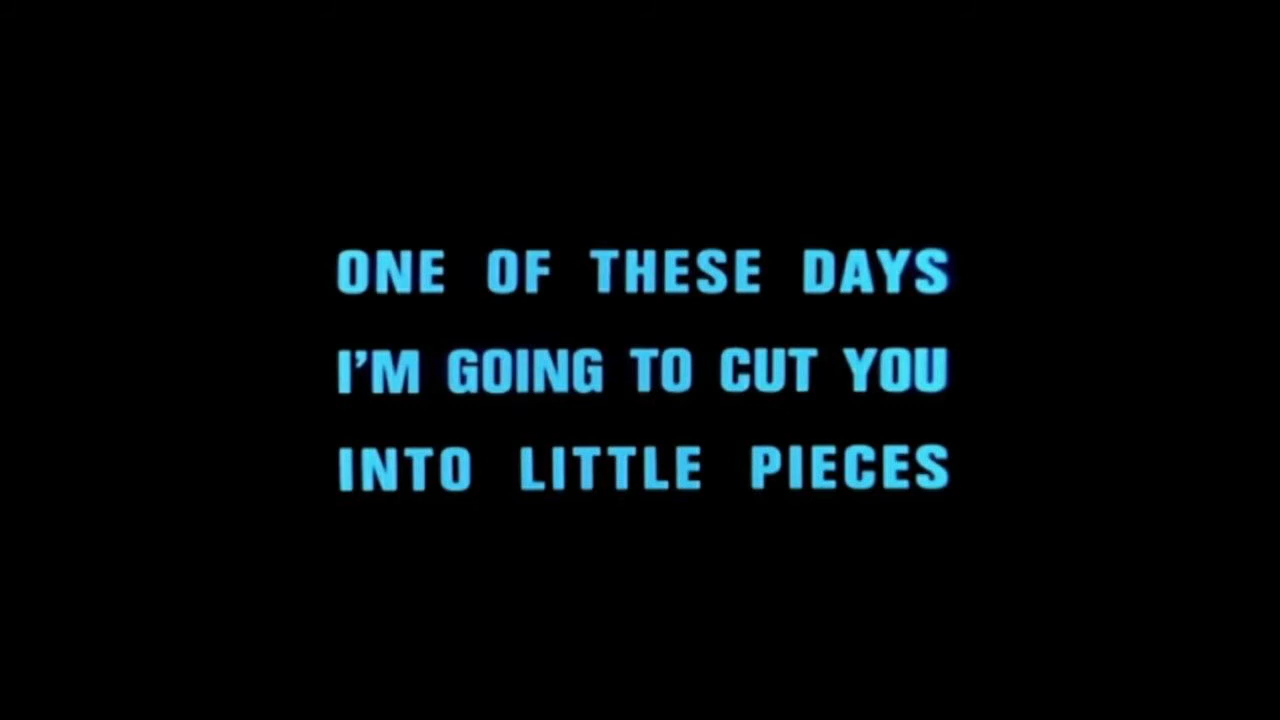 ONE OF THESE DAYS
I'M GOING TO CUT YOU
INTO LITTLE PIECES